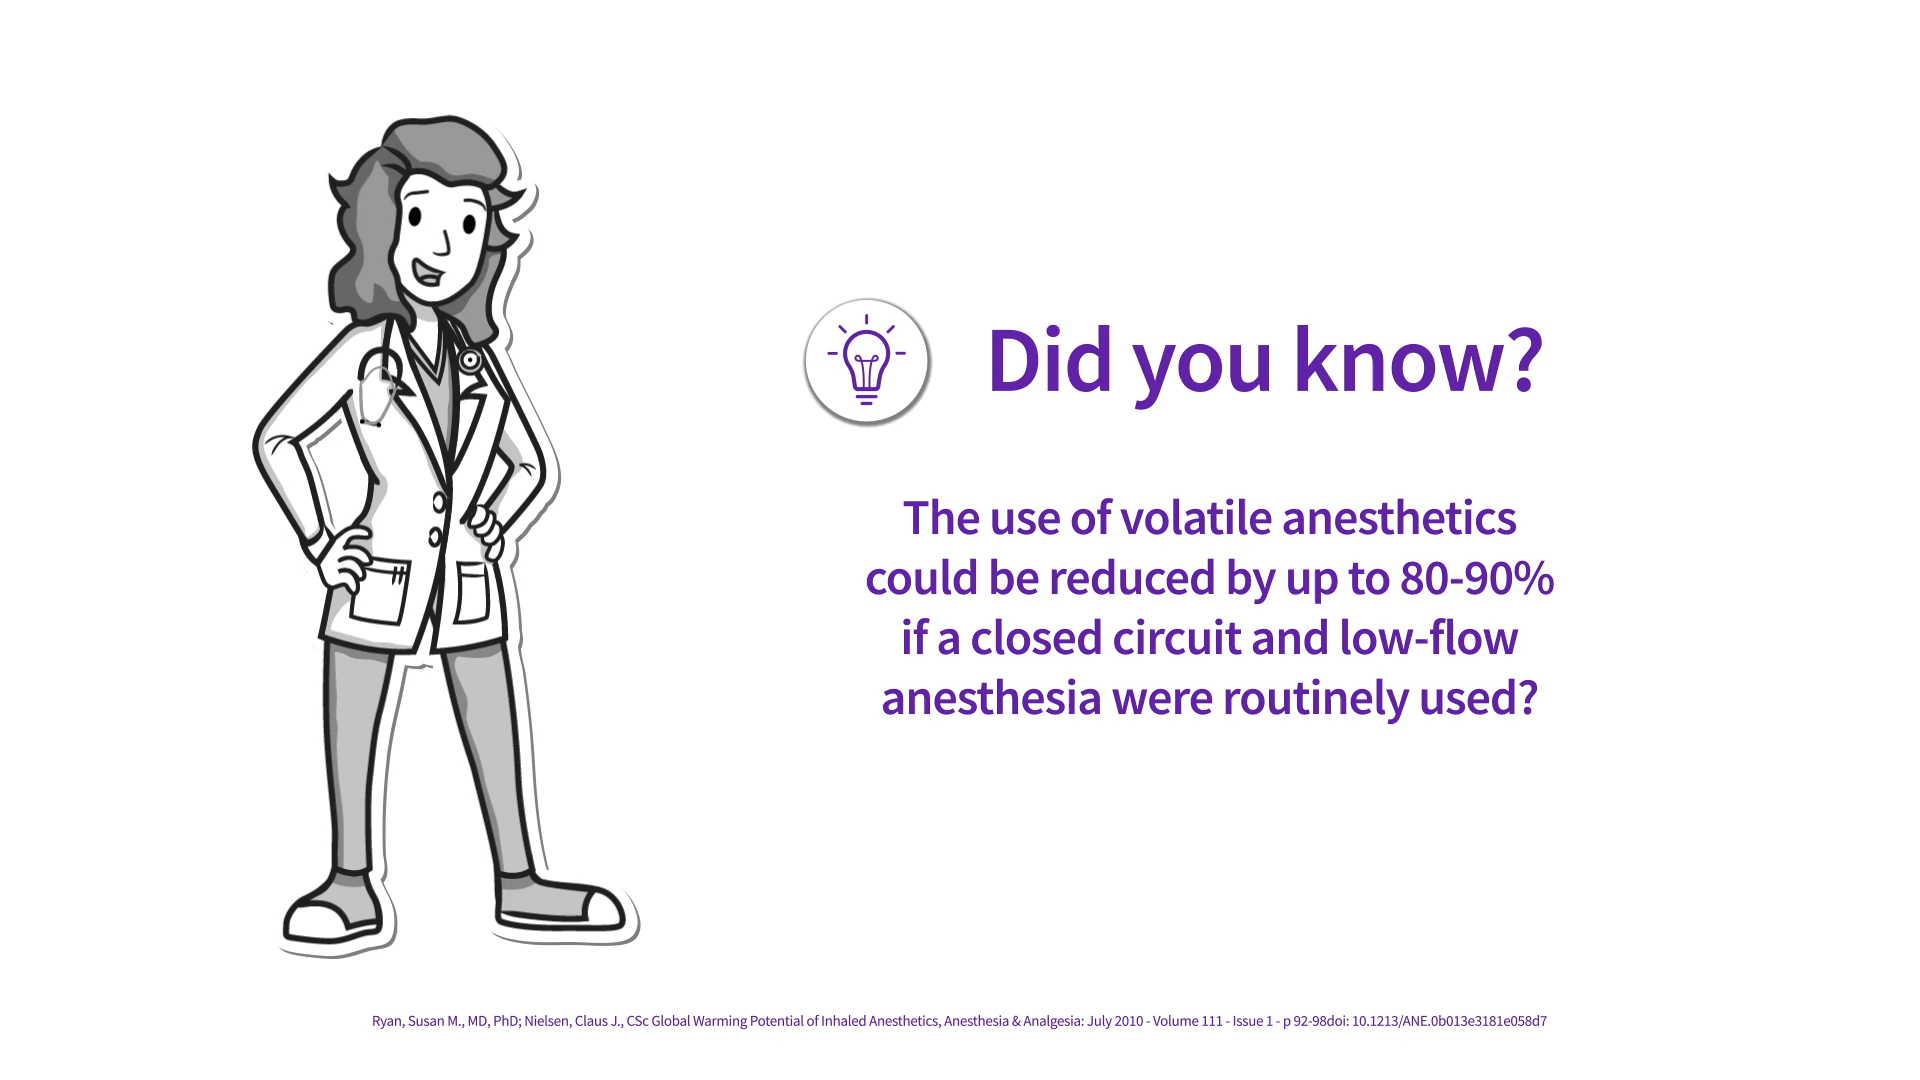 Did you know?
The use of volatile anesthetics
could be reduced by up to 80-90%
if a closed circuit and low-flow
anesthesia were routinely used?
Ryan, Susan M., MD, PhD; Nielsen, Claus J., CSc Global Warming Potential of Inhaled Anesthetics, Anesthesia & Analgesia: July 2010 - Volume 111 - Issue 1 - p 92-98doi: 10.1213/ANE.0b013e3181e058d7